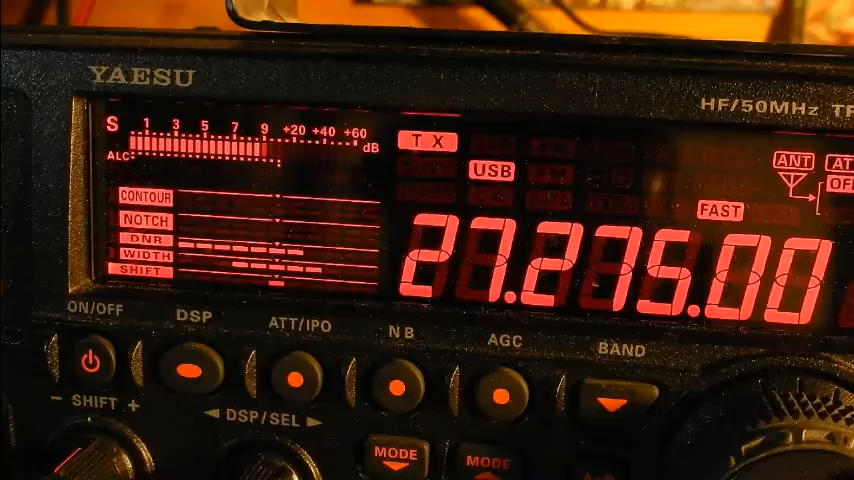 YAESU
HF/50MHz
S 1 3 5 7 9 +20 +40 +60 dB
ALC
TX
USB
FAST
ANT
CONTOUR
NOTCH
DNR
WIDTH
SHIFT
27.275.00
ON/OFF
DSP
ATT/IPO
NB
AGC
BAND
- SHIFT +
◄ DSP/SEL ►
MODE
MODE